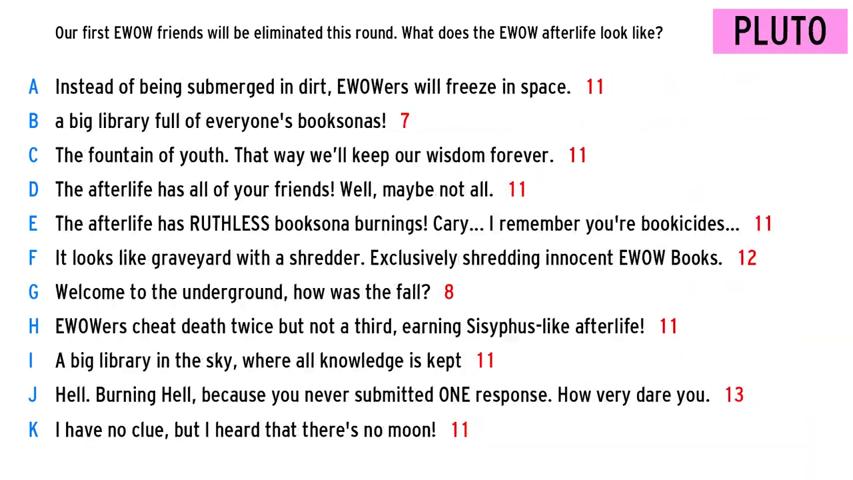 Our first EWOW friends will be eliminated this round. What does the EWOW afterlife look like?
PLUTO
A Instead of being submerged in dirt, EWOWers will freeze in space. 11
B a big library full of everyone's booksonas! 7
C The fountain of youth. That way we'll keep our wisdom forever. 11
D The afterlife has all of your friends! Well, maybe not all. 11
E The afterlife has RUTHLESS booksona burnings! Cary... I remember you're bookicides... 11
F It looks like graveyard with a shredder. Exclusively shredding innocent EWOW Books. 12
G Welcome to the underground, how was the fall? 8
H EWOWers cheat death twice but not a third, earning Sisyphus-like afterlife! 11
I A big library in the sky, where all knowledge is kept 11
J Hell. Burning Hell, because you never submitted ONE response. How very dare you. 13
K I have no clue, but I heard that there's no moon! 11